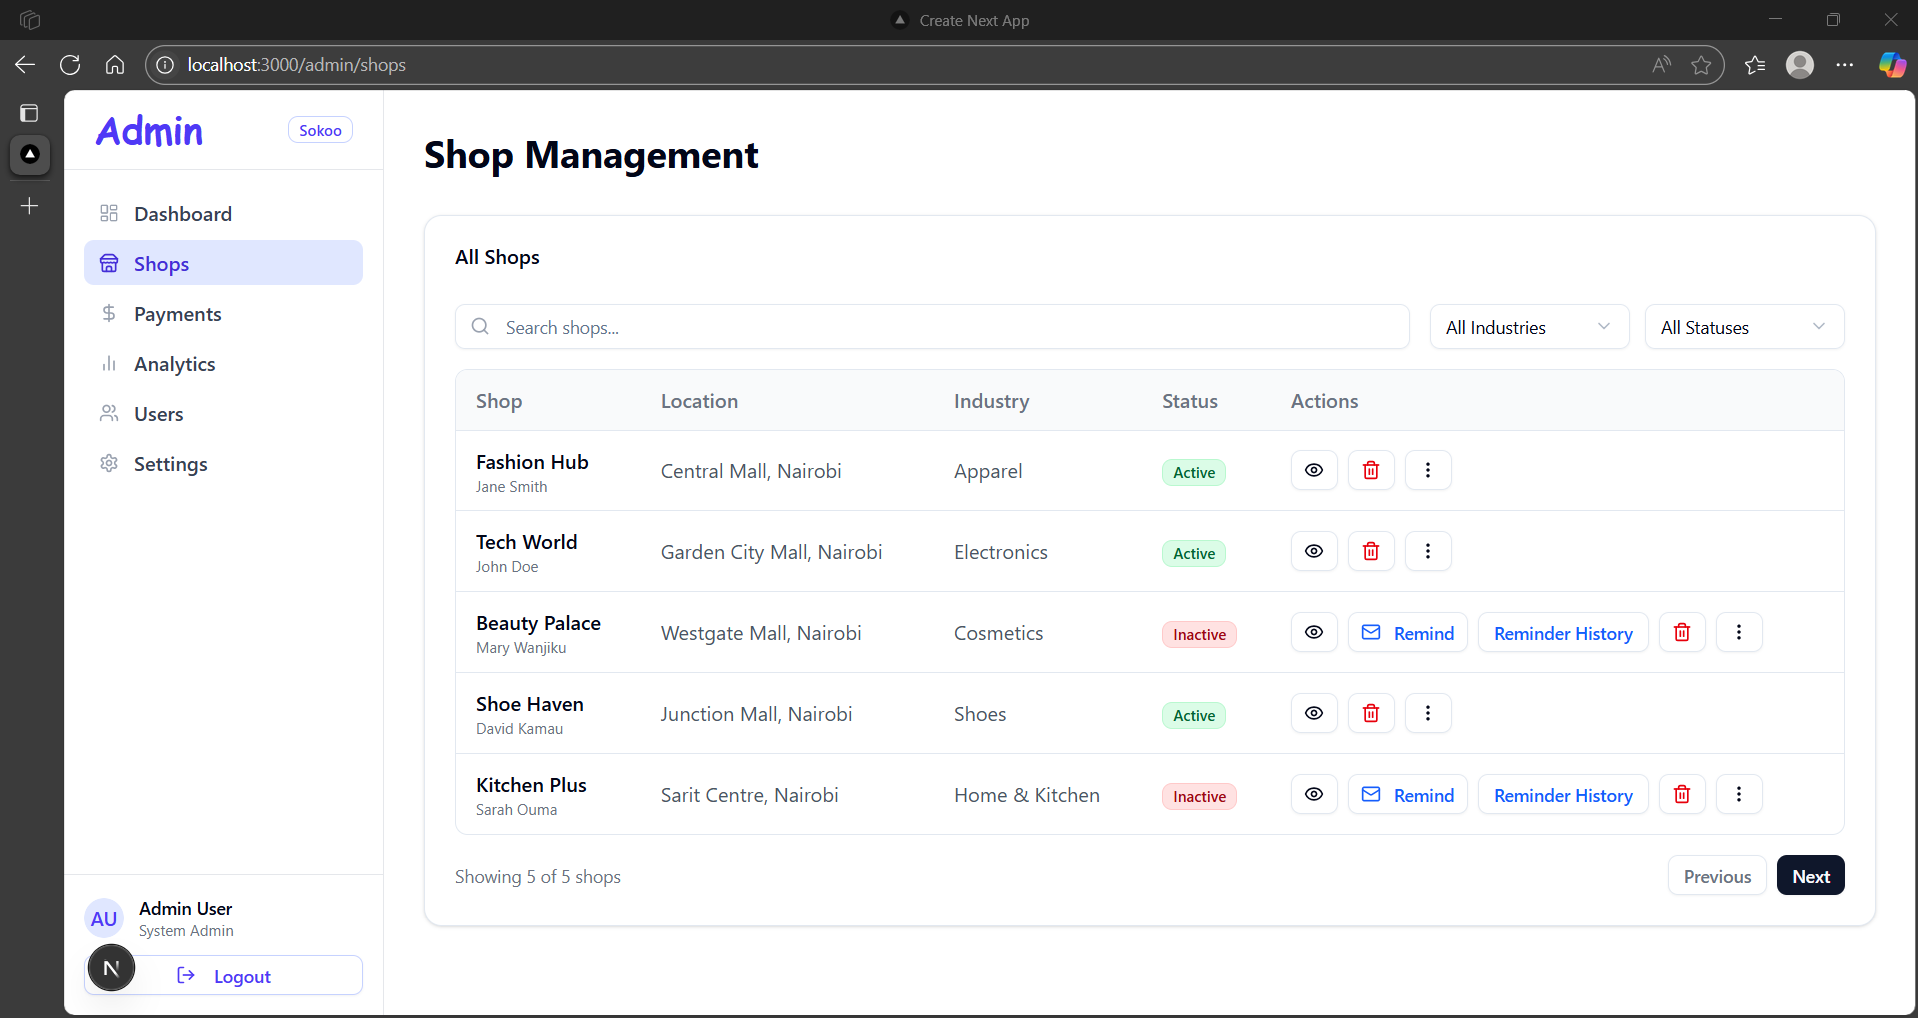 Create Next App
localhost:3000/admin/shops
Admin
Sokoo
Dashboard
Shops
Payments
Analytics
Users
Settings
AU
Admin User
System Admin
N
Logout
Shop Management
All Shops
Search shops...
All Industries
All Statuses
Shop Location Industry Status Actions
Fashion Hub
Jane Smith
Central Mall, Nairobi
Apparel
Active
Tech World
John Doe
Garden City Mall, Nairobi
Electronics
Active
Beauty Palace
Mary Wanjiku
Westgate Mall, Nairobi
Cosmetics
Inactive
Remind
Reminder History
Shoe Haven
David Kamau
Junction Mall, Nairobi
Shoes
Active
Kitchen Plus
Sarah Ouma
Sarit Centre, Nairobi
Home & Kitchen
Inactive
Remind
Reminder History
Showing 5 of 5 shops
Previous
Next